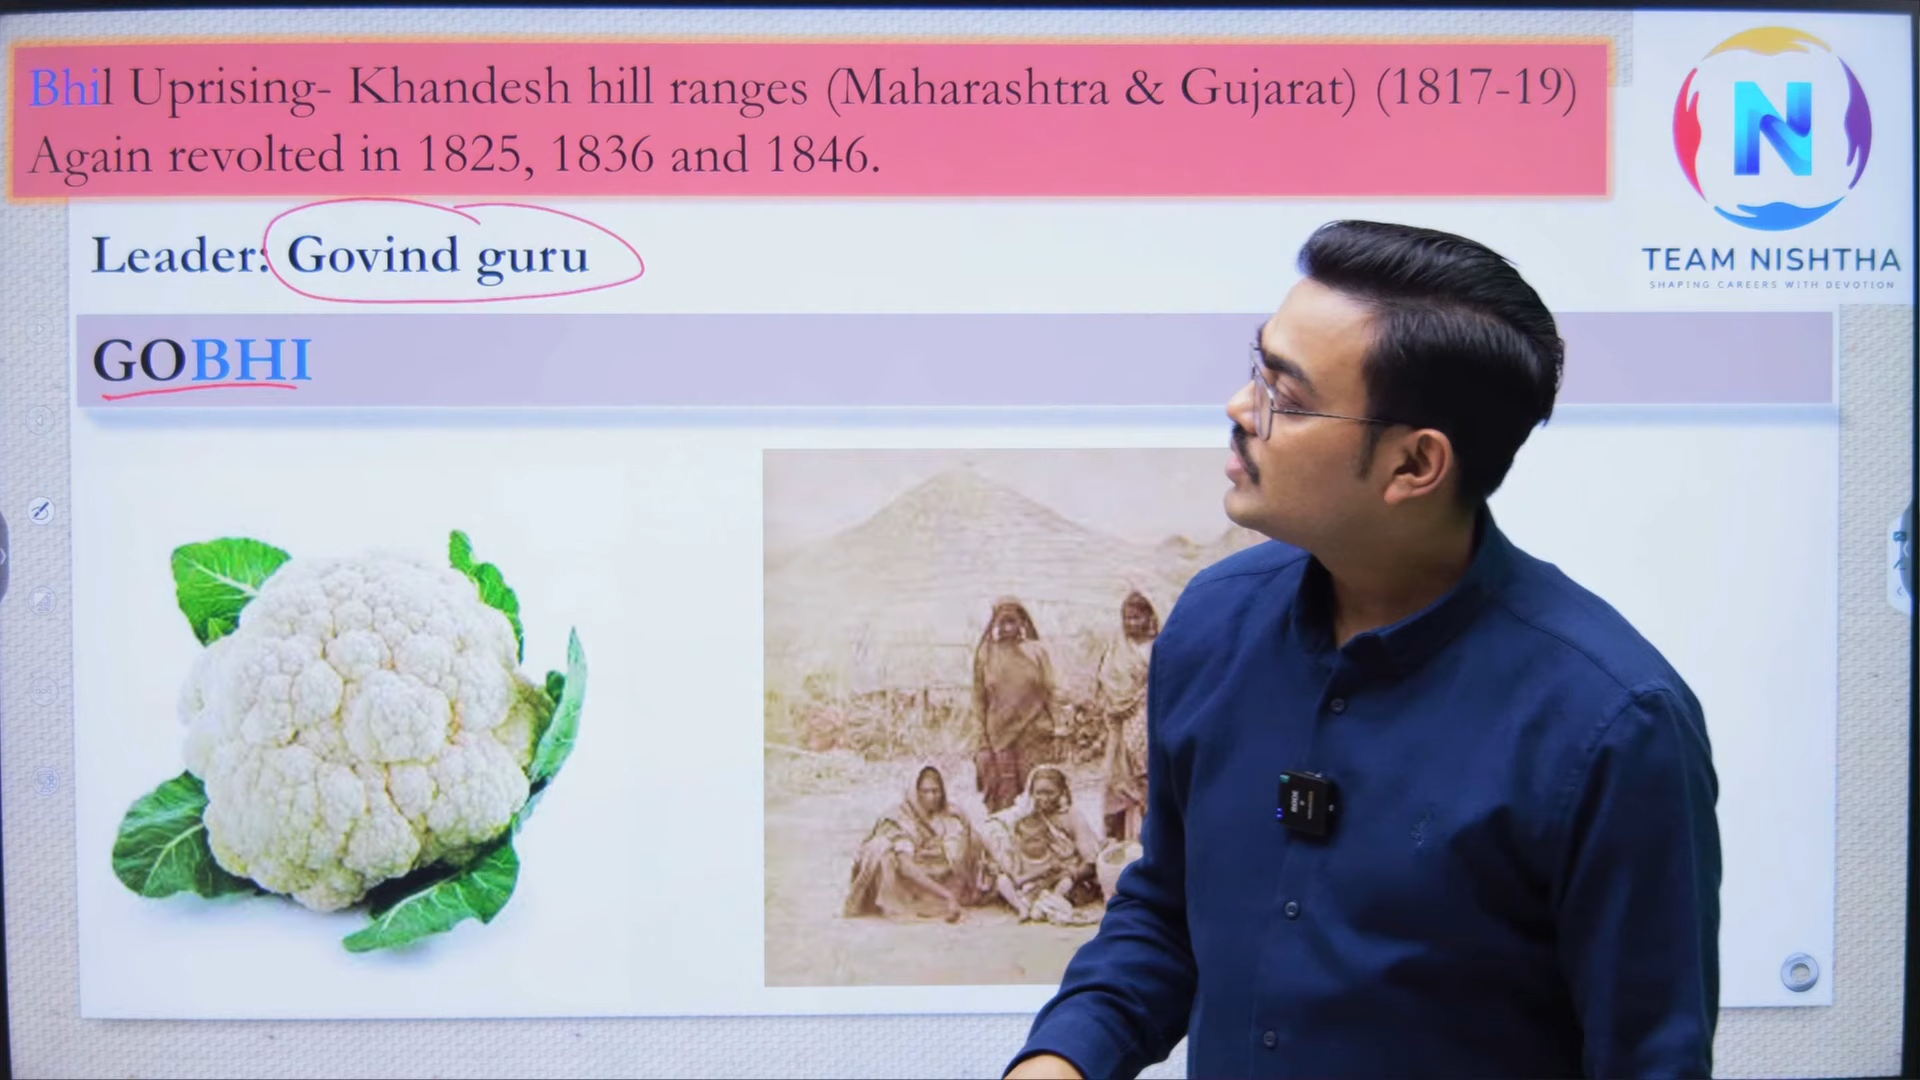 Bhil Uprising- Khandesh hill ranges (Maharashtra & Gujarat) (1817-19)
Again revolted in 1825, 1836 and 1846.
Leader: Govind guru
GOBHI
N
TEAM NISHTHA
SHAPING CAREERS WITH DEVOTION